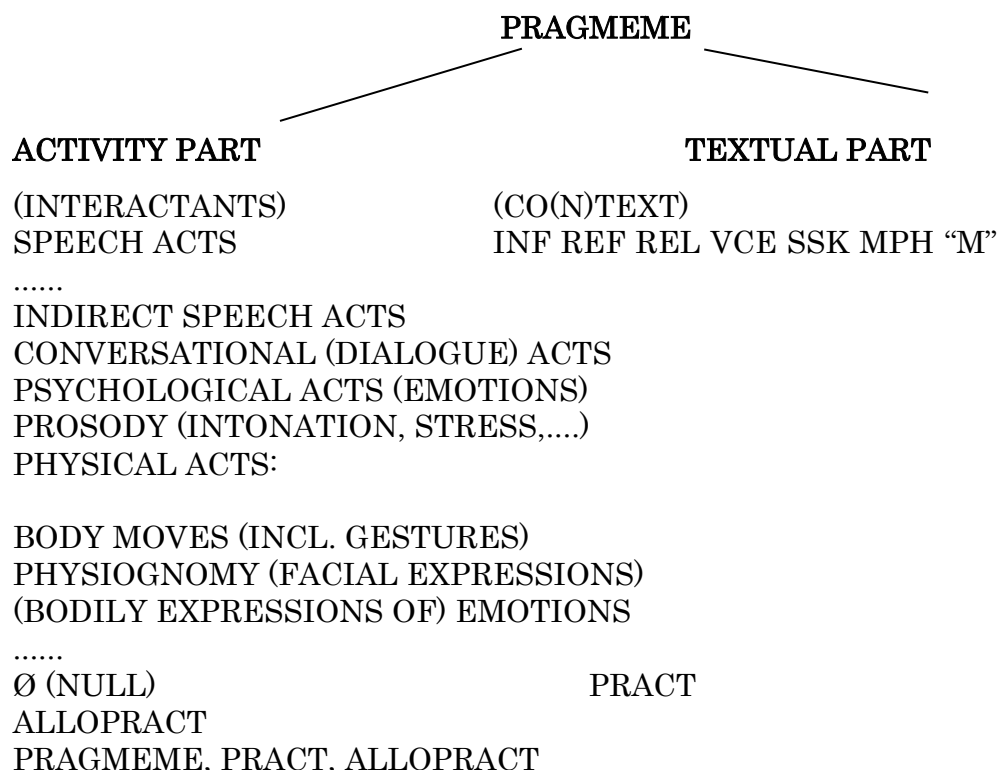 PRAGMEME
ACTIVITY PART TEXTUAL PART
(INTERACTANTS) (CO(N)TEXT)
SPEECH ACTS INF REF REL VCE SSK MPH “M”
......
INDIRECT SPEECH ACTS
CONVERSATIONAL (DIALOGUE) ACTS
PSYCHOLOGICAL ACTS (EMOTIONS)
PROSODY (INTONATION, STRESS,....)
PHYSICAL ACTS:
BODY MOVES (INCL. GESTURES)
PHYSIOGNOMY (FACIAL EXPRESSIONS)
(BODILY EXPRESSIONS OF) EMOTIONS
......
Ø (NULL) PRACT
ALLOPRACT
PRAGMEME, PRACT, ALLOPRACT